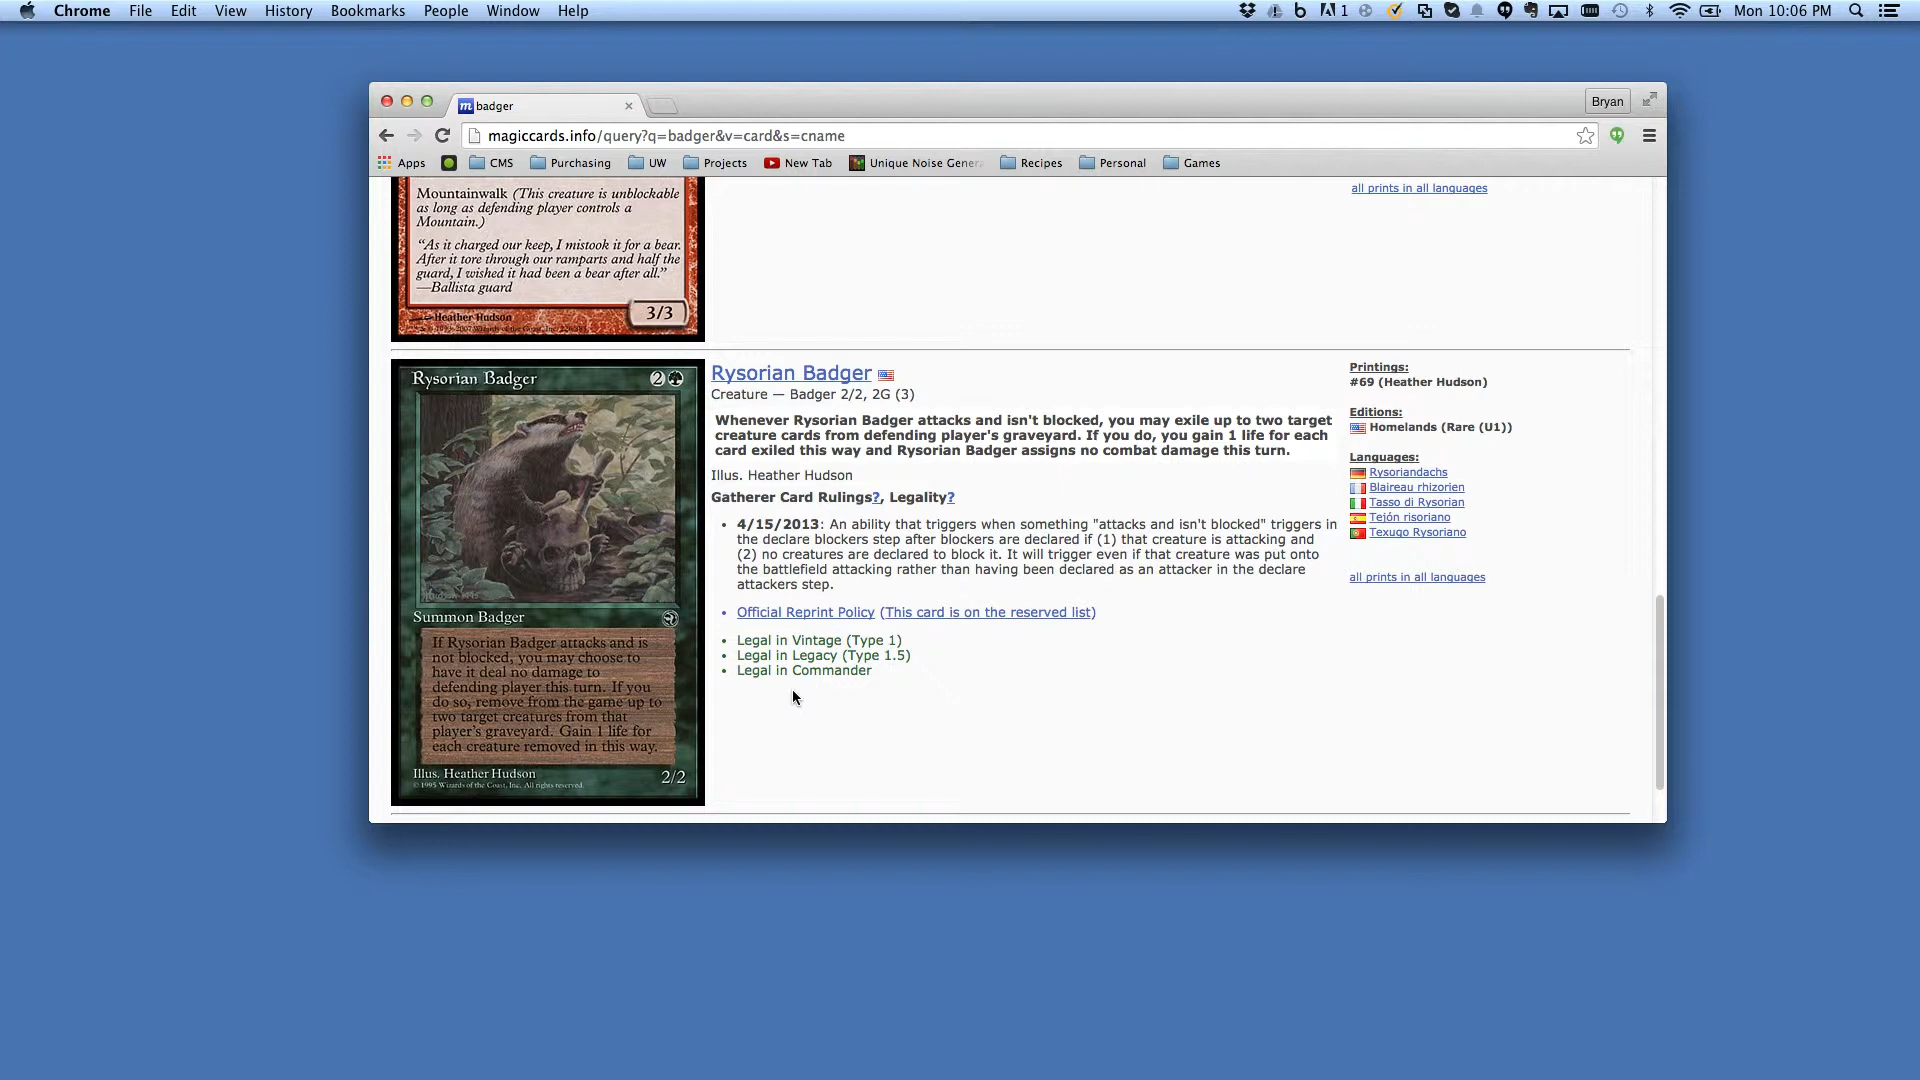 Chrome File Edit View History Bookmarks People Window Help
1 Mon 10:06 PM
badger
Bryan
magiccards.info/query?q=badger&v=card&s=cname
Apps CMS Purchasing UW Projects New Tab Unique Noise Gener Recipes Personal Games
Mountainwalk (This creature is unblockable
as long as defending player controls a
Mountain.)
“As it charged our keep, I mistook it for a bear.
After it tore through our ramparts and half the
guard, I wished it had been a bear after all.”
—Ballista guard
3/3
Heather Hudson
all prints in all languages
Rysorian Badger 2
Summon Badger
If Rysorian Badger attacks and is
not blocked, you may choose to
have it deal no damage to
defending player this turn. If you
do so, remove from the game up to
two target creatures from that
player's graveyard. Gain 1 life for
each creature removed in this way.
Illus. Heather Hudson
© 1995 Wizards of the Coast, Inc. All rights reserved.
2/2
Rysorian Badger
Creature — Badger 2/2, 2G (3)
Whenever Rysorian Badger attacks and isn't blocked, you may exile up to two target
creature cards from defending player's graveyard. If you do, you gain 1 life for each
card exiled this way and Rysorian Badger assigns no combat damage this turn.
Illus. Heather Hudson
Gatherer Card Rulings?, Legality?
• 4/15/2013: An ability that triggers when something "attacks and isn't blocked" triggers in
the declare blockers step after blockers are declared if (1) that creature is attacking and
(2) no creatures are declared to block it. It will trigger even if that creature was put onto
the battlefield attacking rather than having been declared as an attacker in the declare
attackers step.
• Official Reprint Policy (This card is on the reserved list)
• Legal in Vintage (Type 1)
• Legal in Legacy (Type 1.5)
• Legal in Commander
Printings:
#69 (Heather Hudson)
Editions:
Homelands (Rare (U1))
Languages:
Rysoriandachs
Blaireau rhizorien
Tasso di Rysorian
Tejón risoriano
Texugo Rysoriano
all prints in all languages